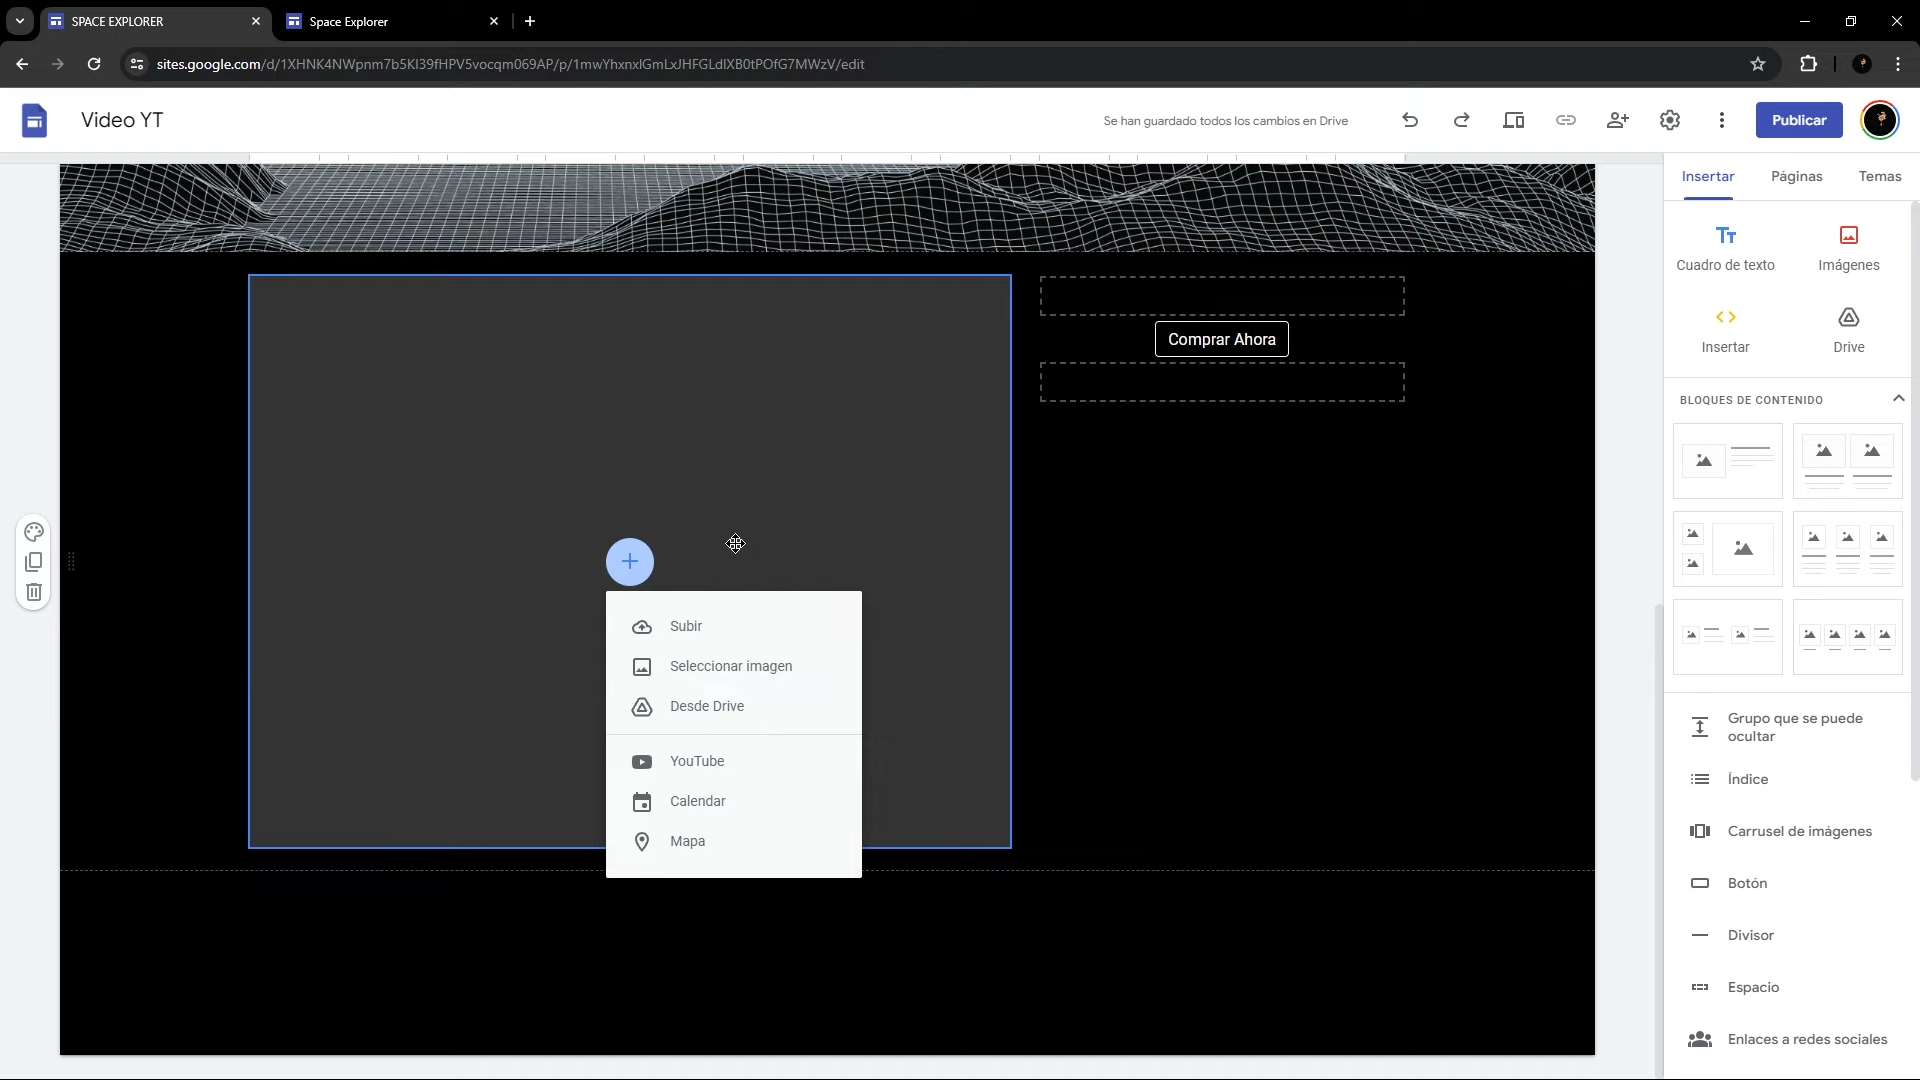 SPACE EXPLORER
Space Explorer
sites.google.com/d/1XHNK4NWpnm7b5KI39fHPV5vocqm069AP/p/1mwYhxnxlGmLxJHFGLdlXB0tPOfG7MWzV/edit
Video YT
Se han guardado todos los cambios en Drive
Publicar
Insertar
Páginas
Temas
Cuadro de texto
Imágenes
Insertar
Drive
Comprar Ahora
BLOQUES DE CONTENIDO
Subir
Seleccionar imagen
Desde Drive
YouTube
Calendar
Mapa
Grupo que se puede
ocultar
Índice
Carrusel de imágenes
Botón
Divisor
Espacio
Enlaces a redes sociales